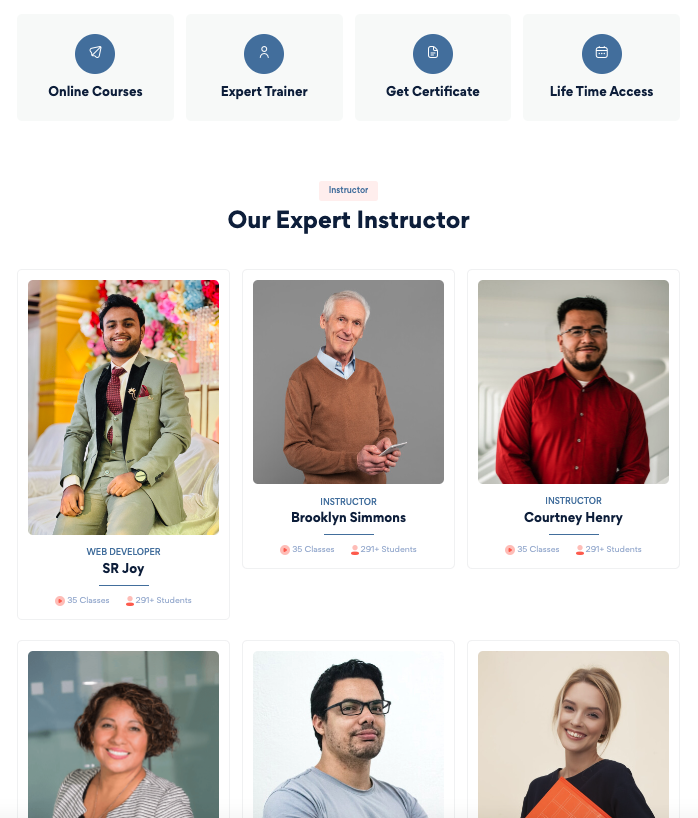 Online Courses
Expert Trainer
Get Certificate
Life Time Access
Instructor
Our Expert Instructor
WEB DEVELOPER
SR Joy
35 Classes
291+ Students
INSTRUCTOR
Brooklyn Simmons
35 Classes
291+ Students
INSTRUCTOR
Courtney Henry
35 Classes
291+ Students